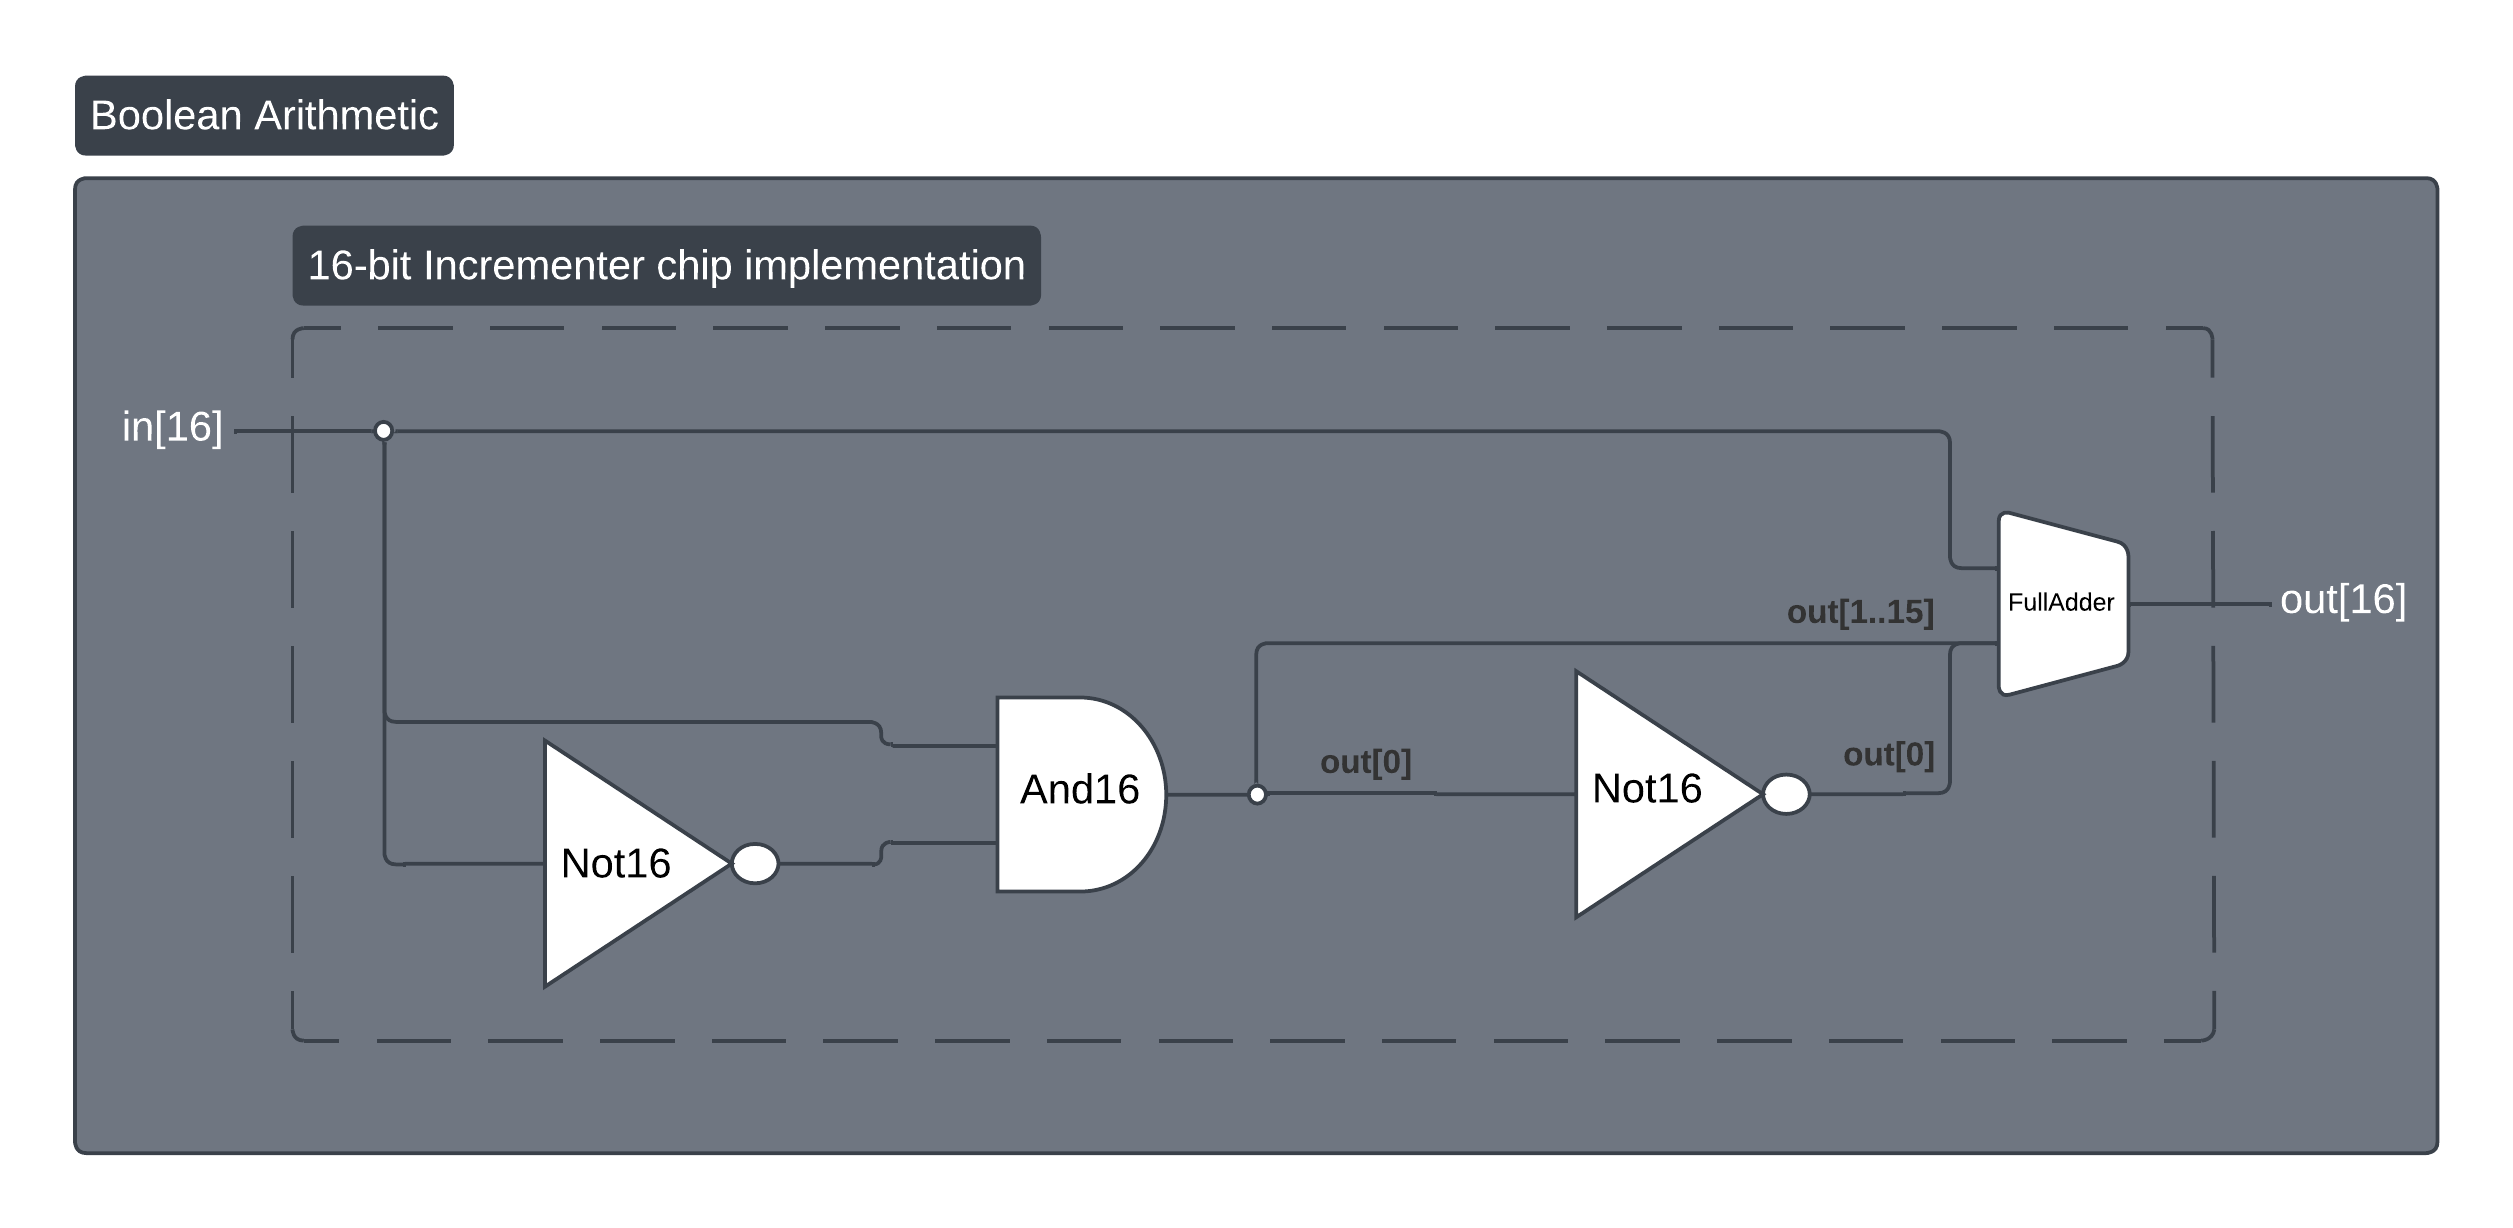 Boolean Arithmetic
16-bit Incrementer chip implementation
in[16]
out[1..15]
FullAdder
out[16]
out[0]
out[0]
And16
Not16
Not16